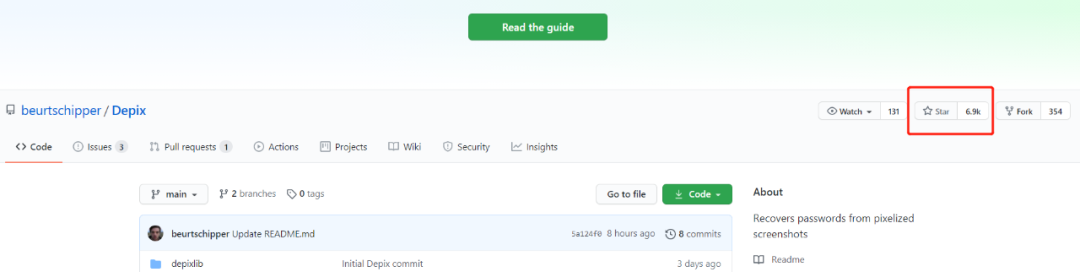 Read the guide
beurtschipper / Depix
Watch 131 Star 6.9k Fork 354
Code Issues 3 Pull requests 1 Actions Projects Wiki Security Insights
main 2 branches 0 tags Go to file Code About
Recovers passwords from pixelized
screenshots
beurtschipper Update README.md 5a124f0 8 hours ago 8 commits
Readme
depixlib Initial Depix commit 3 days ago